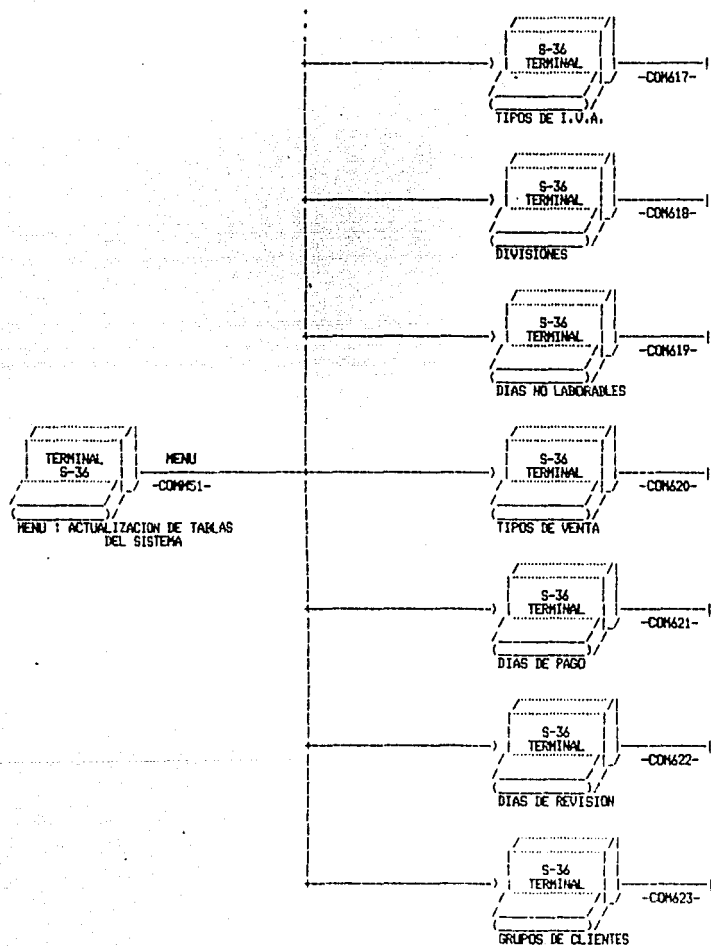 S-36
TERMINAL
-COM617-
TIPOS DE I.V.A.
S-36
TERMINAL
-COM618-
DIVISIONES
S-36
TERMINAL
-COM619-
DIAS NO LABORABLES
TERMINAL
S-36
MENU
-COMM51-
MENU : ACTUALIZACION DE TABLAS
DEL SISTEMA
S-36
TERMINAL
-COM620-
TIPOS DE VENTA
S-36
TERMINAL
-COM621-
DIAS DE PAGO
S-36
TERMINAL
-COM622-
DIAS DE REVISION
S-36
TERMINAL
-COM623-
GRUPOS DE CLIENTES